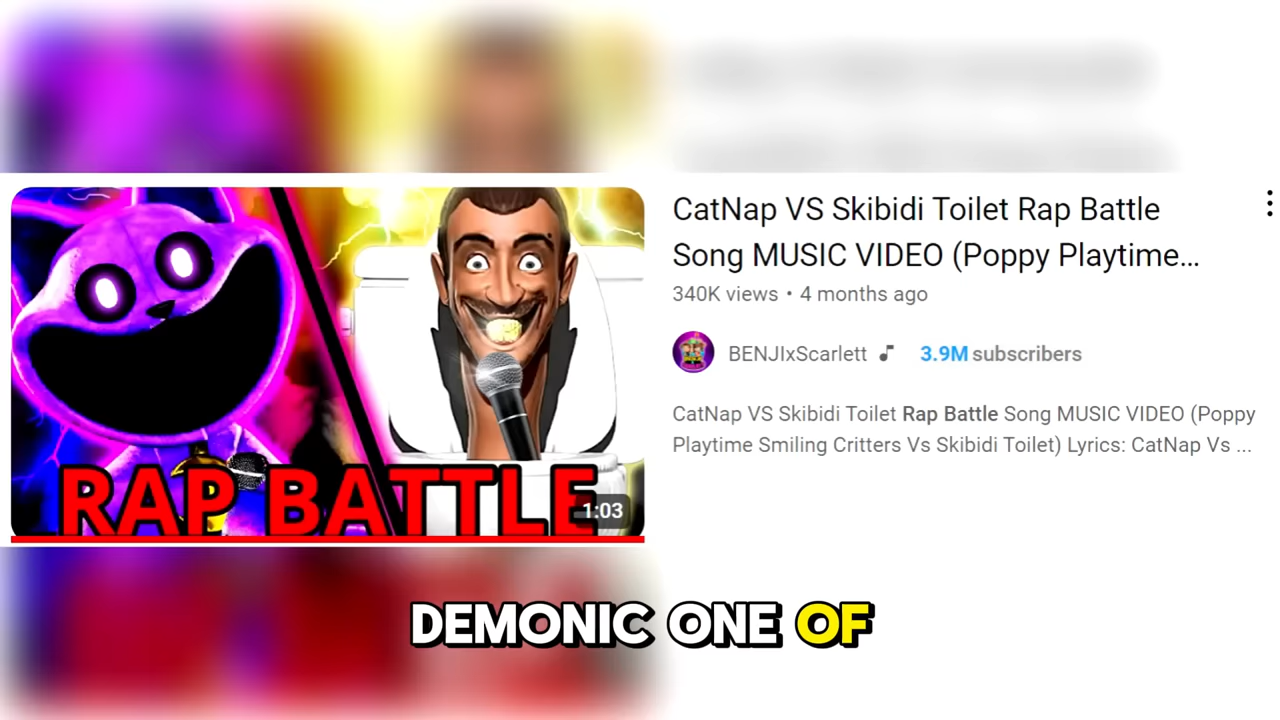 CatNap VS Skibidi Toilet Rap Battle
Song MUSIC VIDEO (Poppy Playtime...
340K views • 4 months ago
BENJIxScarlett 3.9M subscribers
CatNap VS Skibidi Toilet Rap Battle Song MUSIC VIDEO (Poppy
Playtime Smiling Critters Vs Skibidi Toilet) Lyrics: CatNap Vs ...
RAP BATTLE
1:03
DEMONIC ONE OF